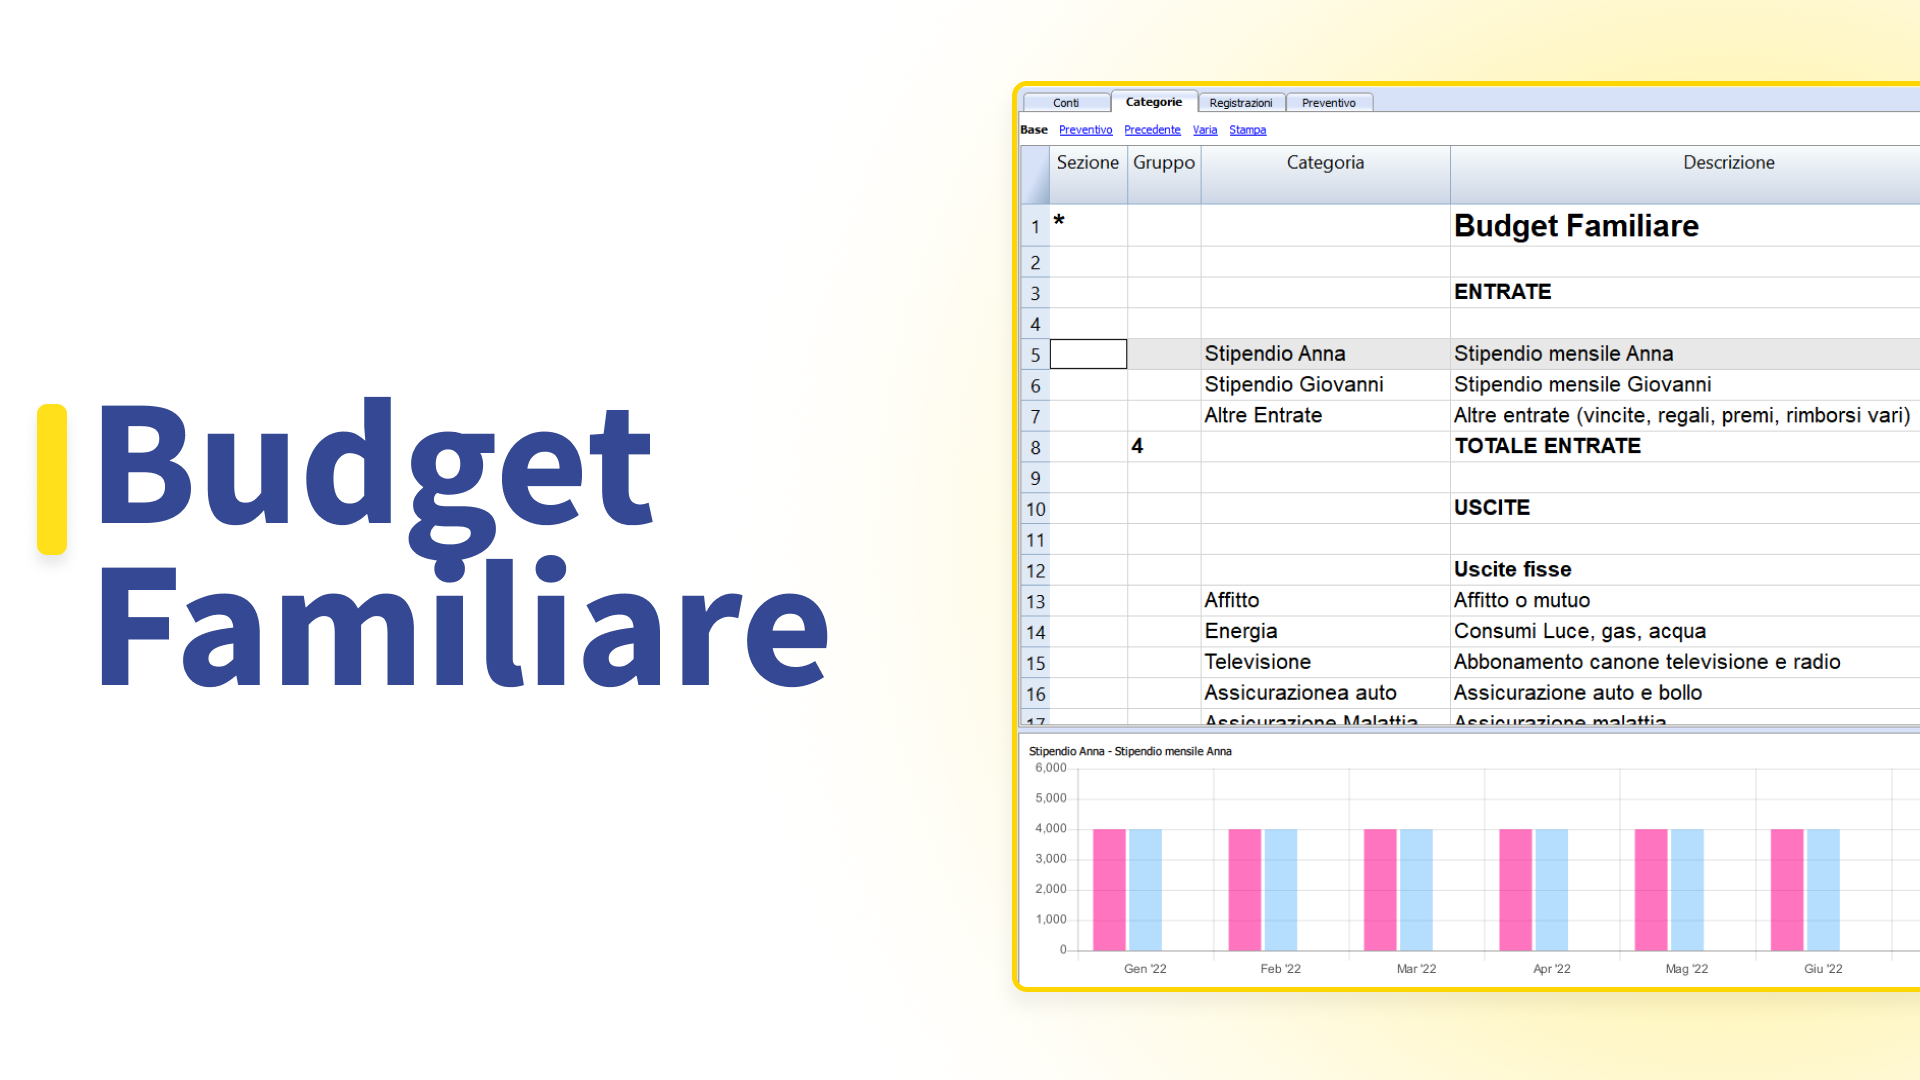 Budget
Familiare
Conti Categorie Registrazioni Preventivo
Base Preventivo Precedente Varia Stampa
Sezione Gruppo Categoria Descrizione
1 * Budget Familiare
2
3 ENTRATE
4
5 Stipendio Anna Stipendio mensile Anna
6 Stipendio Giovanni Stipendio mensile Giovanni
7 Altre Entrate Altre entrate (vincite, regali, premi, rimborsi vari)
8 4 TOTALE ENTRATE
9
10 USCITE
11
12 Uscite fisse
13 Affitto Affitto o mutuo
14 Energia Consumi Luce, gas, acqua
15 Televisione Abbonamento canone televisione e radio
16 Assicurazionea auto Assicurazione auto e bollo
17 Assicurazione Malattia Assicurazione malattia
Stipendio Anna - Stipendio mensile Anna
6,000
5,000
4,000
3,000
2,000
1,000
0
Gen '22 Feb '22 Mar '22 Apr '22 Mag '22 Giu '22